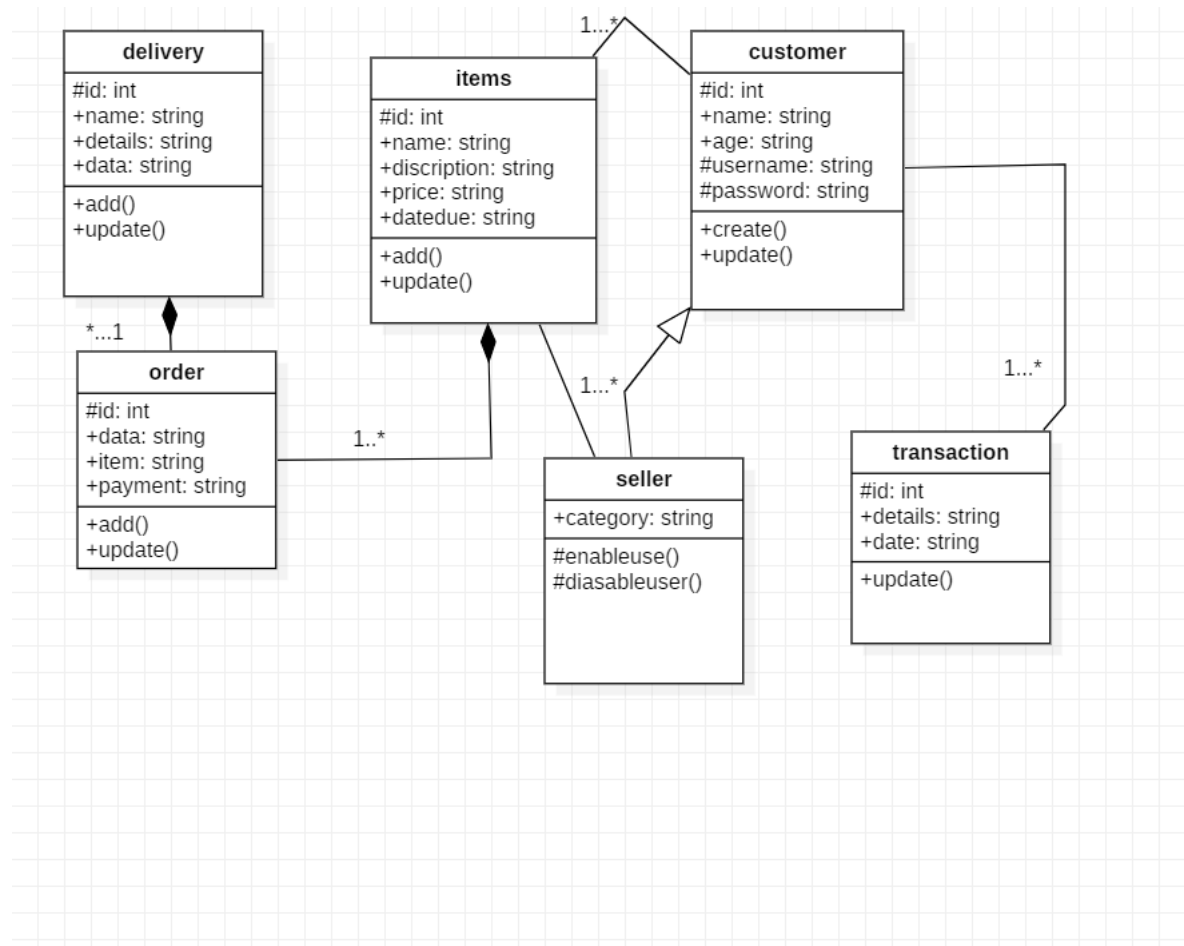 delivery
#id: int
+name: string
+details: string
+data: string
+add()
+update()
*...1
order
#id: int
+data: string
+item: string
+payment: string
+add()
+update()
1..*
items
#id: int
+name: string
+discription: string
+price: string
+datedue: string
+add()
+update()
1...*
customer
#id: int
+name: string
+age: string
#username: string
#password: string
+create()
+update()
1...*
seller
+category: string
#enableuse()
#diasableuser()
1...*
transaction
#id: int
+details: string
+date: string
+update()